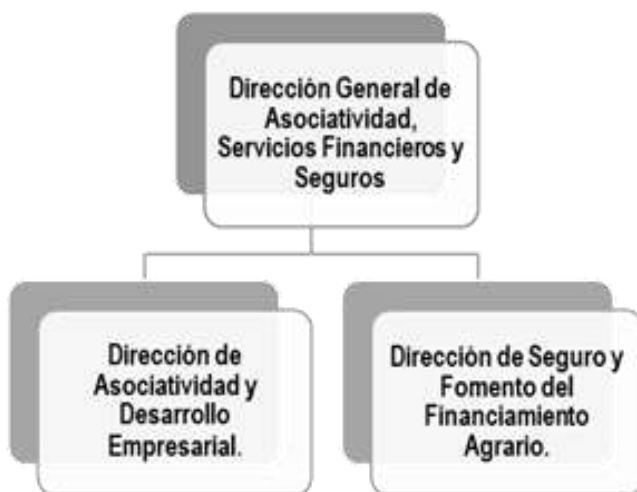 Dirección General de
Asociatividad,
Servicios Financieros y
Seguros
Dirección de
Asociatividad y
Desarrollo
Empresarial.
Dirección de Seguro y
Fomento del
Financiamiento
Agrario.